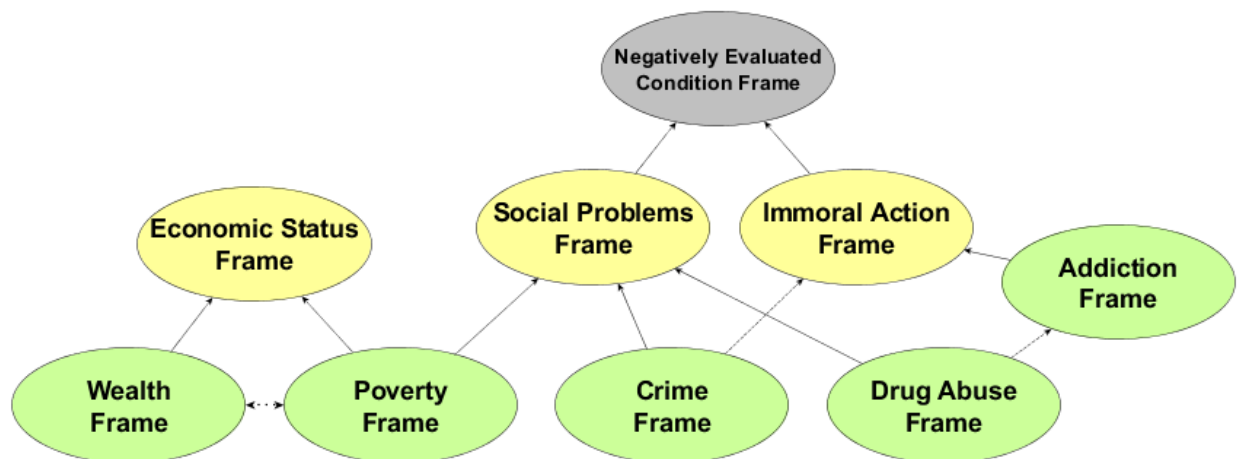 Negatively Evaluated
Condition Frame
Economic Status
Frame
Social Problems
Frame
Immoral Action
Frame
Addiction
Frame
Wealth
Frame
Poverty
Frame
Crime
Frame
Drug Abuse
Frame